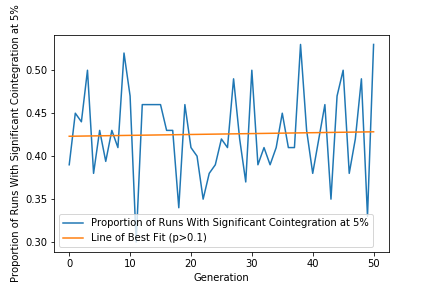 Proportion of Runs With Significant Cointegration at 5%
0.50
0.45
0.40
0.35
0.30
Proportion of Runs With Significant Cointegration at 5%
Line of Best Fit (p>0.1)
0
10
20
30
40
50
Generation